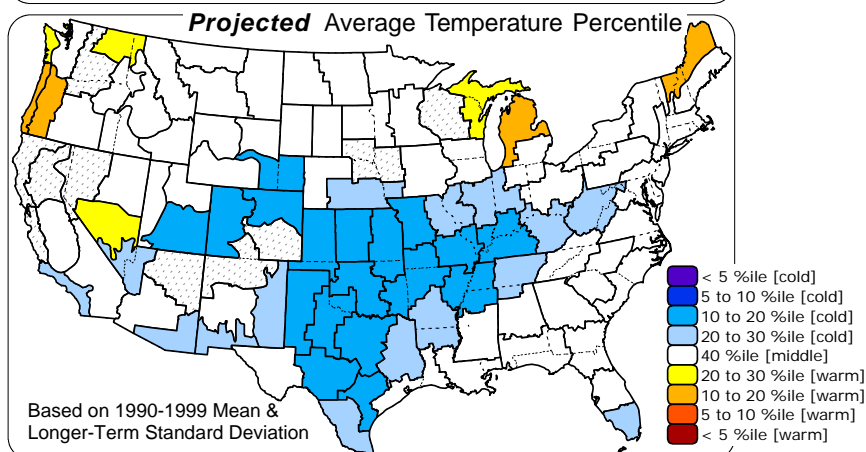 Projected Average Temperature Percentile
< 5 %ile [cold]
5 to 10 %ile [cold]
10 to 20 %ile [cold]
20 to 30 %ile [cold]
40 %ile [middle]
20 to 30 %ile [warm]
10 to 20 %ile [warm]
5 to 10 %ile [warm]
< 5 %ile [warm]
Based on 1990-1999 Mean &
Longer-Term Standard Deviation